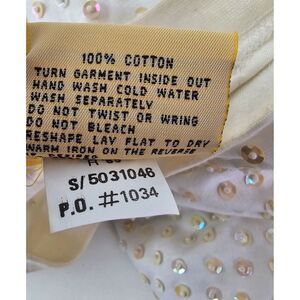 100% COTTON
TURN GARMENT INSIDE OUT
HAND WASH COLD WATER
WASH SEPARATELY
DO NOT TWIST OR WRING
DO NOT BLEACH
RESHAPE LAY FLAT TO DRY
WARM IRON ON THE REVERSE
S/5031046
P.O. #1034